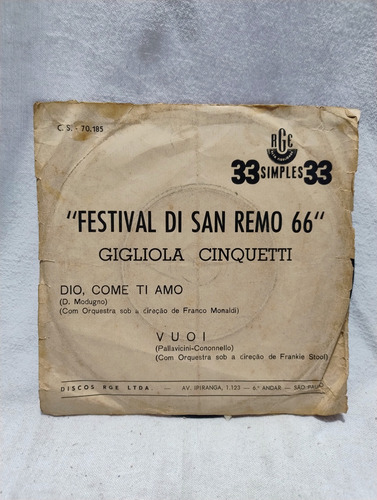 C. S. - 70.185
RGE
33 SIMPLES 33
"FESTIVAL DI SAN REMO 66"
GIGLIOLA CINQUETTI
DIO, COME TI AMO
(D. Modugno)
(Com Orquestra sob a direção de Franco Monaldi)
VUOI
(Pallavicini-Cononnello)
(Com Orquestra sob a direção de Frankie Stool)
DISCOS RGE LTDA — AV. IPIRANGA, 1.123 — 6.º ANDAR — SÃO PAULO